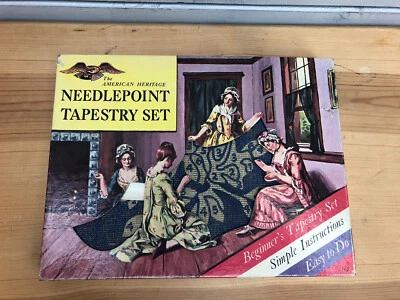 The
AMERICAN HERITAGE
NEEDLEPOINT
TAPESTRY SET
Beginner's Tapestry Set
Simple Instructions
Easy to Do